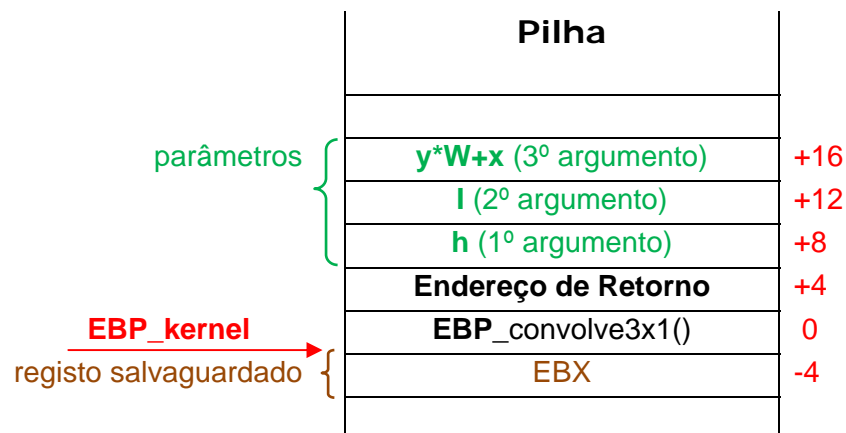 Pilha
parâmetros y*W+x (3º argumento) +16
I (2º argumento) +12
h (1º argumento) +8
Endereço de Retorno +4
EBP_kernel EBP_convolve3x1() 0
registo salvaguardado EBX -4